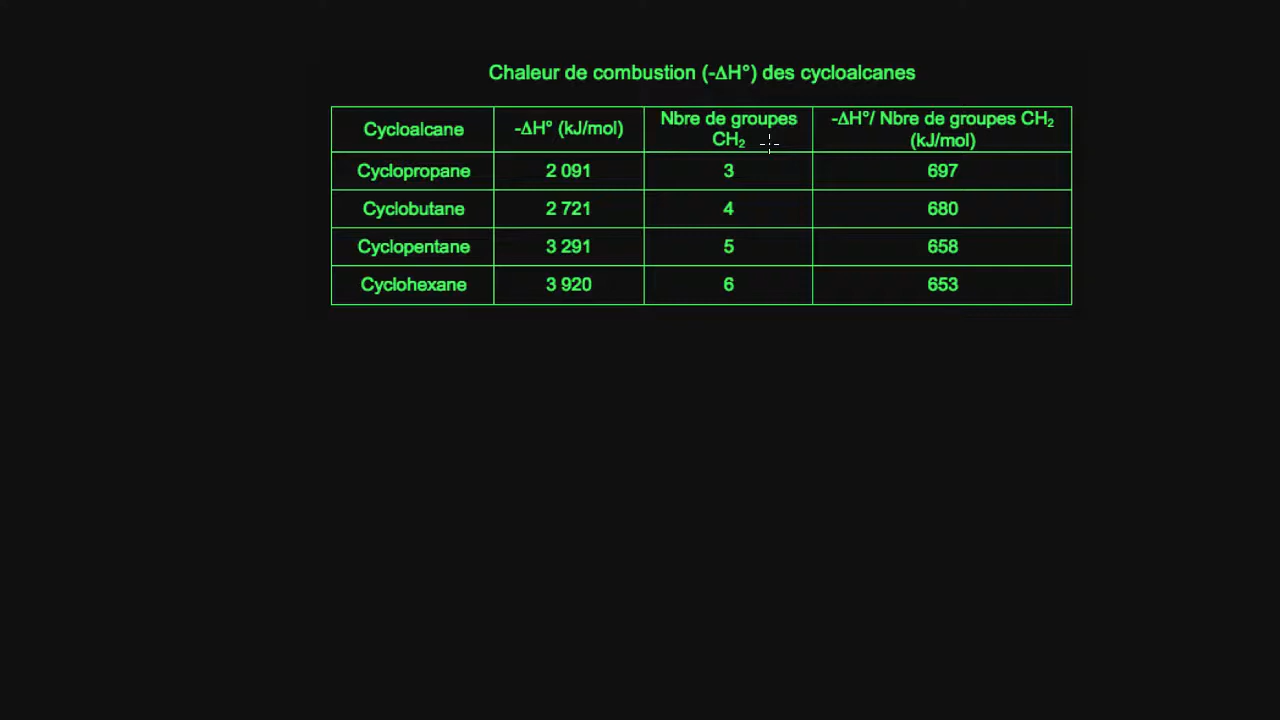 Chaleur de combustion (-ΔH°) des cycloalcanes
Cycloalcane -ΔH° (kJ/mol) Nbre de groupes CH₂ -ΔH°/ Nbre de groupes CH₂ (kJ/mol)
Cyclopropane 2 091 3 697
Cyclobutane 2 721 4 680
Cyclopentane 3 291 5 658
Cyclohexane 3 920 6 653